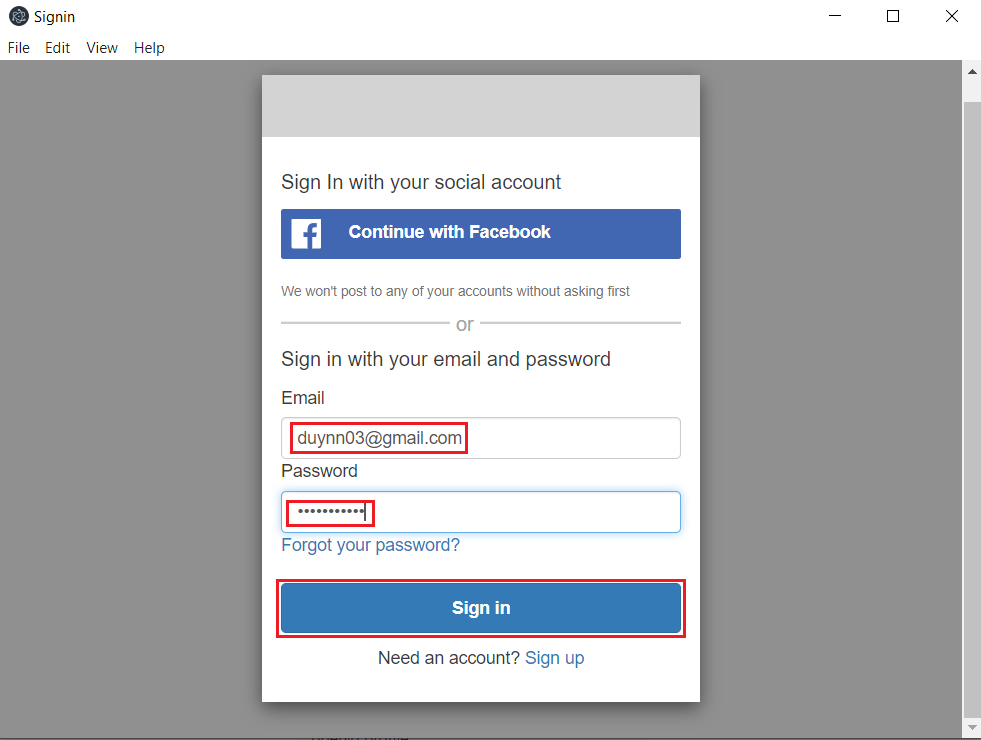 Signin
File Edit View Help
Sign In with your social account
Continue with Facebook
We won't post to any of your accounts without asking first
or
Sign in with your email and password
Email
duynn03@gmail.com
Password
•••••••••••
Forgot your password?
Sign in
Need an account? Sign up